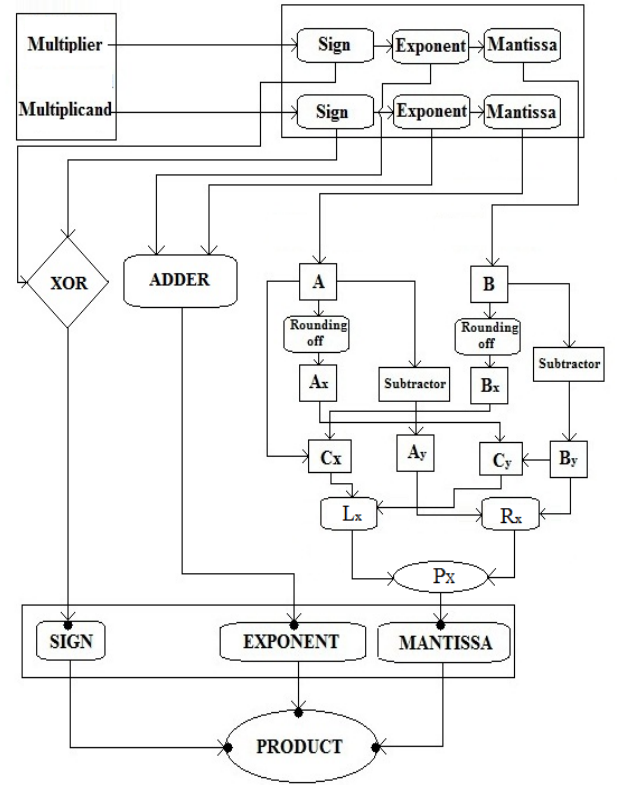 Multiplier
Sign
Exponent
Mantissa
Multiplicand
Sign
Exponent
Mantissa
XOR
ADDER
A
B
Rounding
off
Rounding
off
Subtractor
Ax
Subtractor
Bx
Cx
Ay
Cy
By
Lx
Rx
Px
SIGN
EXPONENT
MANTISSA
PRODUCT